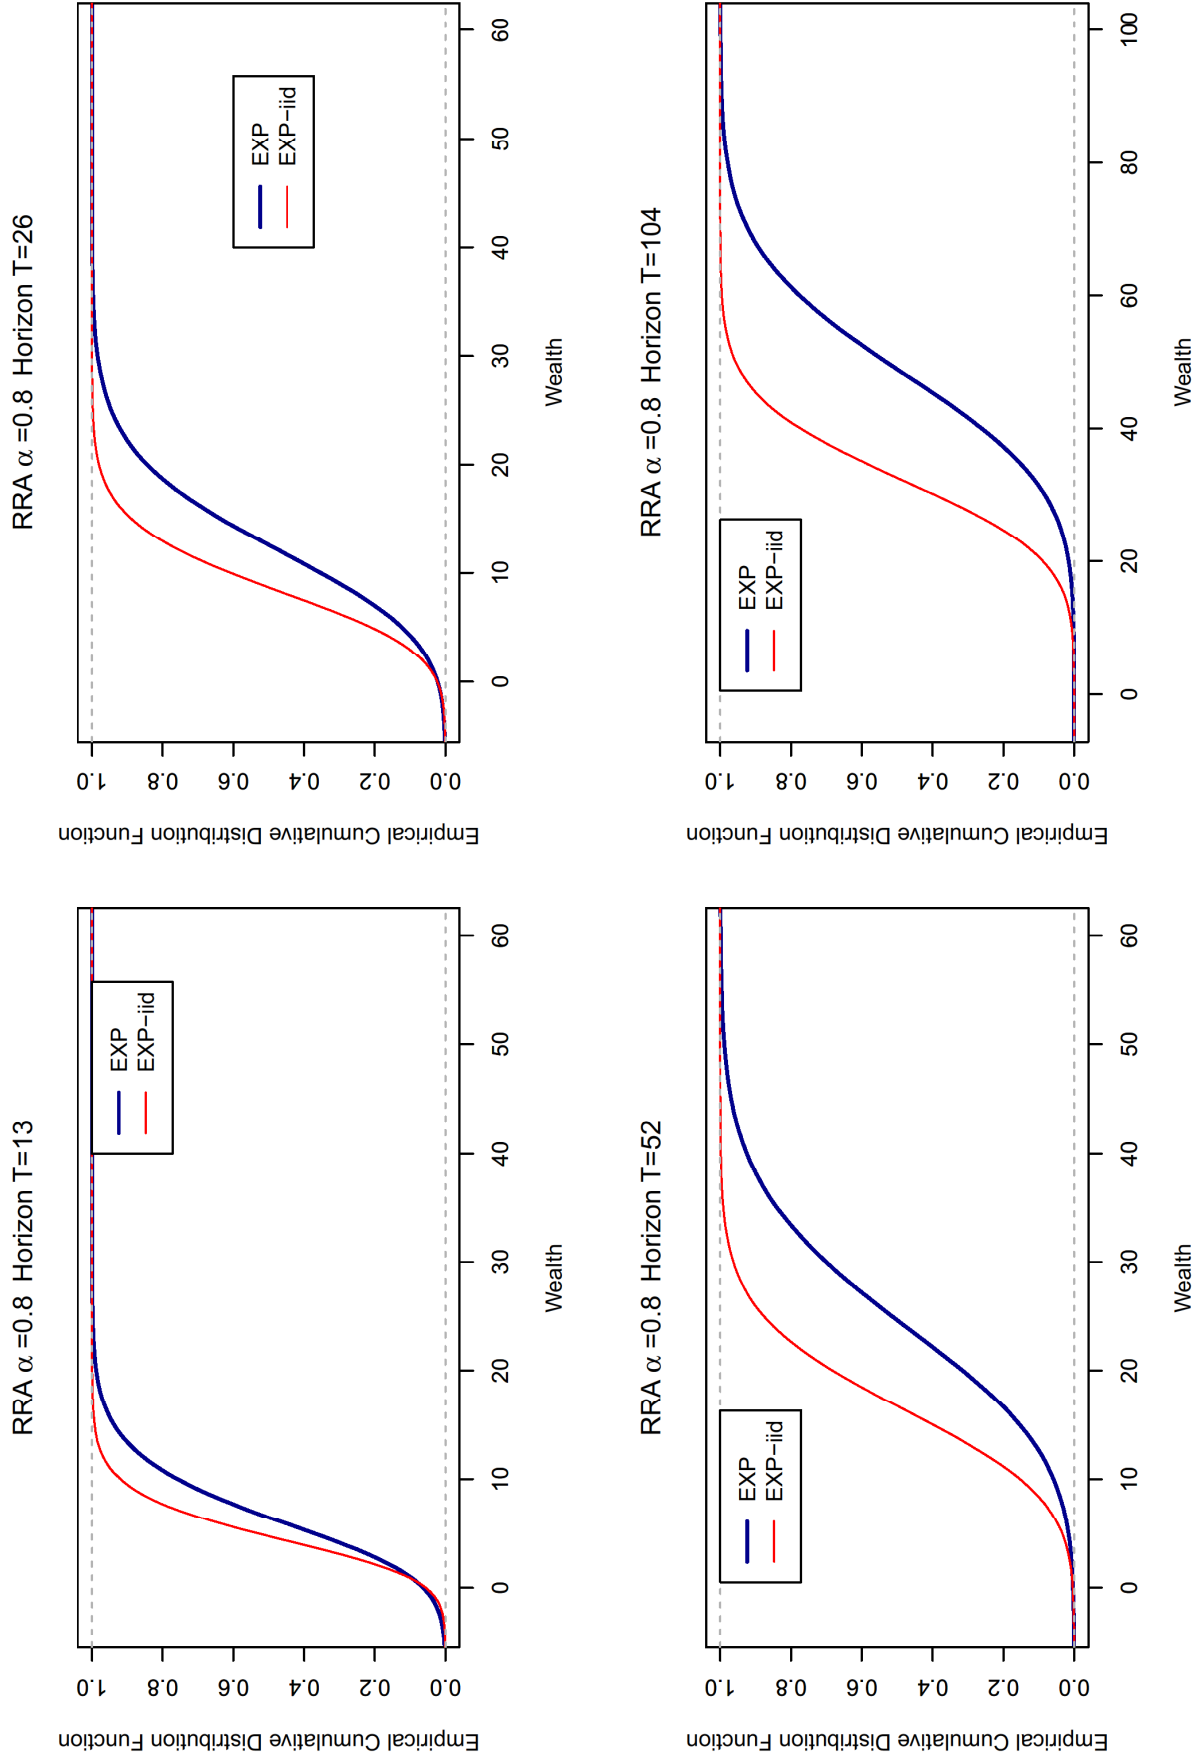 RRA α =0.8 Horizon T=13
Empirical Cumulative Distribution Function
1.0
0.8
0.6
0.4
0.2
0.0
EXP
EXP−iid
0 10 20 30 40 50 60
Wealth
RRA α =0.8 Horizon T=26
Empirical Cumulative Distribution Function
1.0
0.8
0.6
0.4
0.2
0.0
EXP
EXP−iid
0 10 20 30 40 50 60
Wealth
RRA α =0.8 Horizon T=52
Empirical Cumulative Distribution Function
1.0
0.8
0.6
0.4
0.2
0.0
EXP
EXP−iid
0 10 20 30 40 50 60
Wealth
RRA α =0.8 Horizon T=104
Empirical Cumulative Distribution Function
1.0
0.8
0.6
0.4
0.2
0.0
EXP
EXP−iid
0 20 40 60 80 100
Wealth